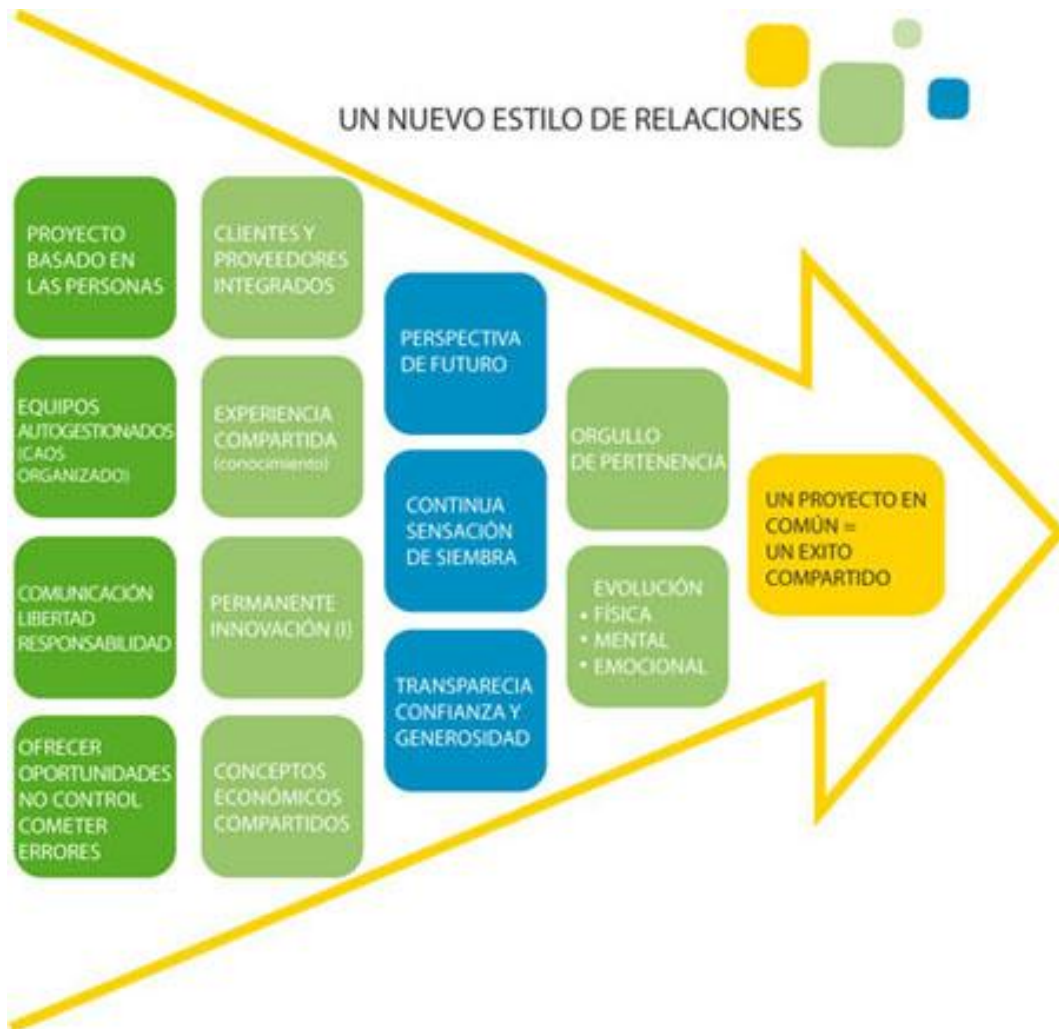 UN NUEVO ESTILO DE RELACIONES
PROYECTO
BASADO EN
LAS PERSONAS
EQUIPOS
AUTOGESTIONADOS
(CAOS
ORGANIZADO)
COMUNICACIÓN
LIBERTAD
RESPONSABILIDAD
OFRECER
OPORTUNIDADES
NO CONTROL
COMETER
ERRORES
CLIENTES Y
PROVEEDORES
INTEGRADOS
EXPERIENCIA
COMPARTIDA
(conocimiento)
PERMANENTE
INNOVACIÓN (I)
CONCEPTOS
ECONÓMICOS
COMPARTIDOS
PERSPECTIVA
DE FUTURO
CONTINUA
SENSACIÓN
DE SIEMBRA
TRANSPARECIA
CONFIANZA Y
GENEROSIDAD
ORGULLO
DE PERTENENCIA
EVOLUCIÓN
• FÍSICA
• MENTAL
• EMOCIONAL
UN PROYECTO EN
COMÚN =
UN EXITO
COMPARTIDO